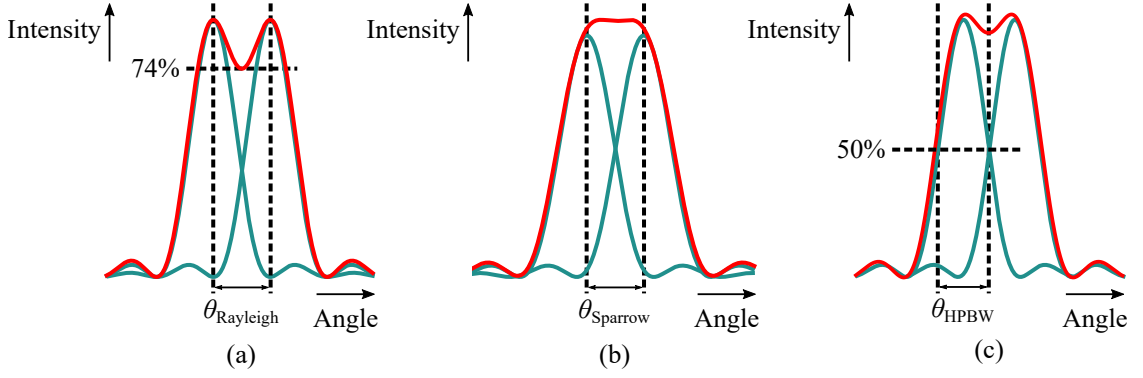 Intensity
74%
θRayleigh
Angle
(a)
Intensity
θSparrow
Angle
(b)
Intensity
50%
θHPBW
Angle
(c)